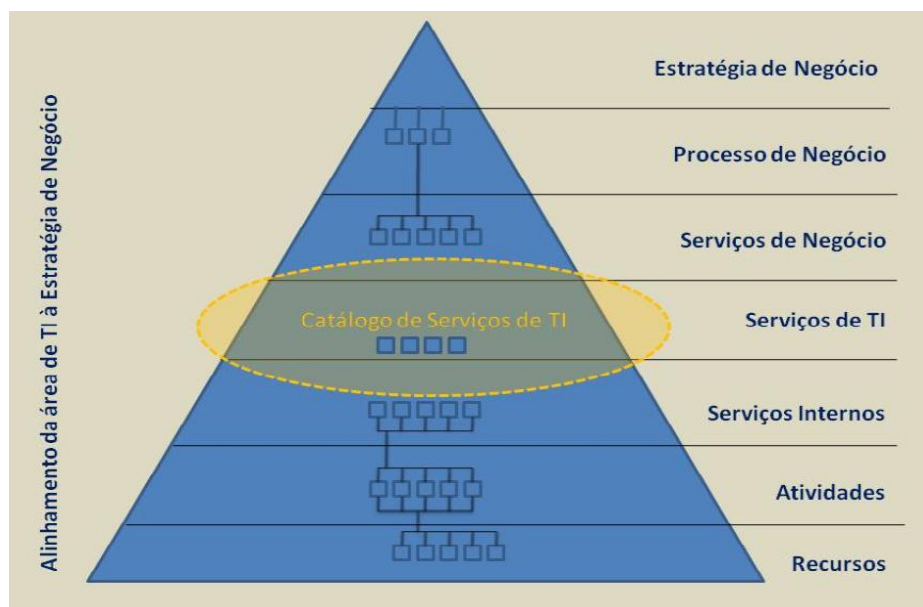 Alinhamento da área de TI à Estratégia de Negócio
Estratégia de Negócio
Processo de Negócio
Serviços de Negócio
Catálogo de Serviços de TI
Serviços de TI
Serviços Internos
Atividades
Recursos